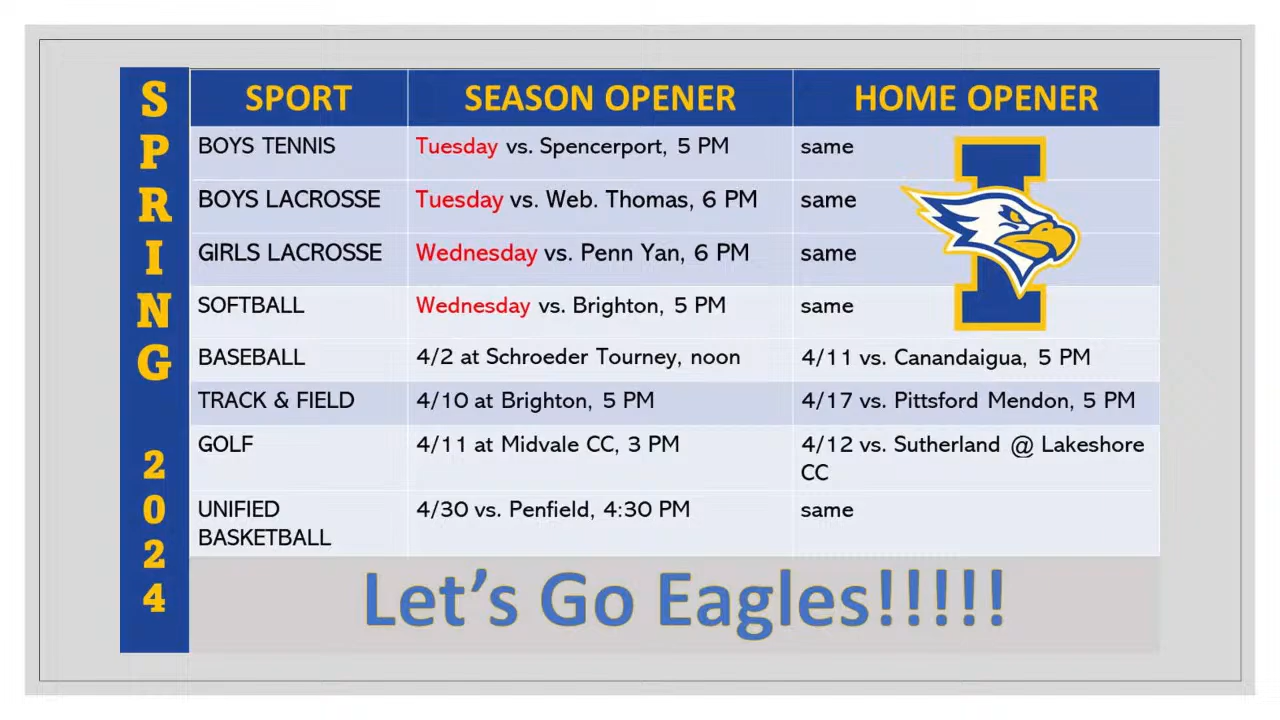 SPRING 2024
SPORT SEASON OPENER HOME OPENER
BOYS TENNIS Tuesday vs. Spencerport, 5 PM same
BOYS LACROSSE Tuesday vs. Web. Thomas, 6 PM same
GIRLS LACROSSE Wednesday vs. Penn Yan, 6 PM same
SOFTBALL Wednesday vs. Brighton, 5 PM same
BASEBALL 4/2 at Schroeder Tourney, noon 4/11 vs. Canandaigua, 5 PM
TRACK & FIELD 4/10 at Brighton, 5 PM 4/17 vs. Pittsford Mendon, 5 PM
GOLF 4/11 at Midvale CC, 3 PM 4/12 vs. Sutherland @ Lakeshore
CC
UNIFIED 4/30 vs. Penfield, 4:30 PM same
BASKETBALL
I
Let's Go Eagles!!!!!